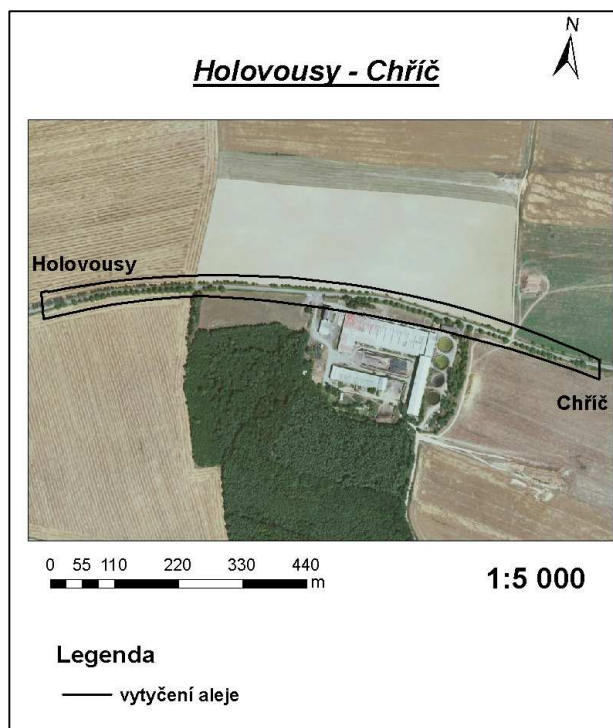 N
Holovousy - Chříč
Holovousy
Chříč
0 55 110 220 330 440
m
1:5 000
Legenda
vytyčení aleje